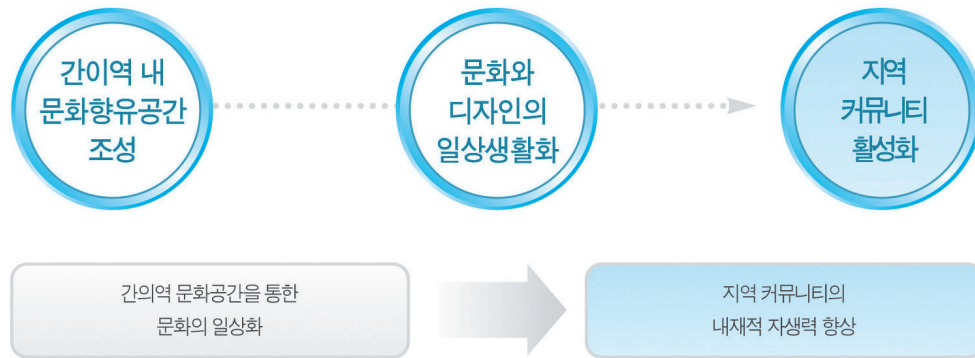 간이역 내
문화향유공간
조성
문화와
디자인의
일상생활화
지역
커뮤니티
활성화
간의역 문화공간을 통한
문화의 일상화
지역 커뮤니티의
내재적 자생력 향상